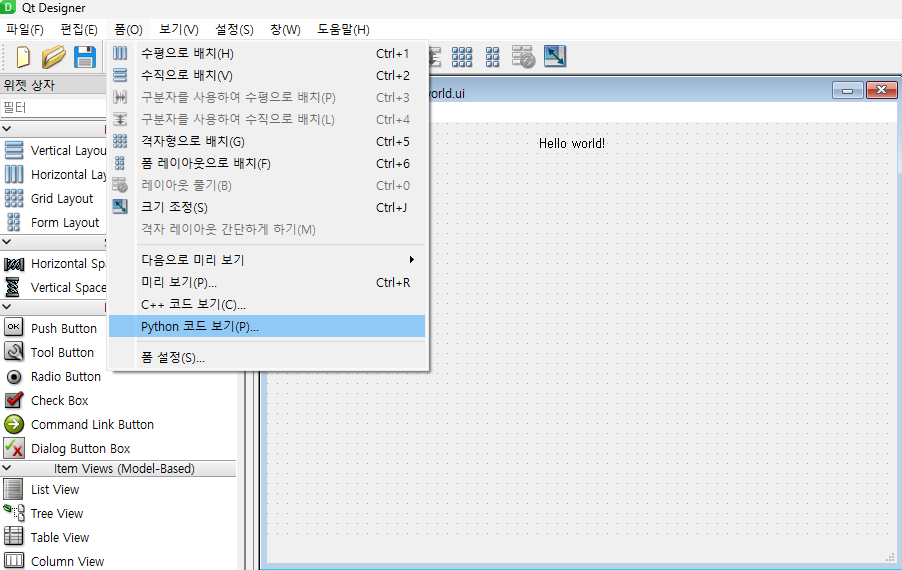 Qt Designer
파일(F) 편집(E) 폼(O) 보기(V) 설정(S) 창(W) 도움말(H)
수평으로 배치(H) Ctrl+1
수직으로 배치(V) Ctrl+2
구분자를 사용하여 수평으로 배치(P) Ctrl+3
구분자를 사용하여 수직으로 배치(L) Ctrl+4
격자형으로 배치(G) Ctrl+5
폼 레이아웃으로 배치(F) Ctrl+6
레이아웃 풀기(B) Ctrl+0
크기 조정(S) Ctrl+J
격자 레이아웃 간단하게 하기(M)
다음으로 미리 보기
미리 보기(P)... Ctrl+R
C++ 코드 보기(C)...
Python 코드 보기(P)...
폼 설정(S)...
위젯 상자
필터
Vertical Layou
Horizontal Lay
Grid Layout
Form Layout
Horizontal Spa
Vertical Space
OK Push Button
Tool Button
Radio Button
Check Box
Command Link Button
Dialog Button Box
Item Views (Model-Based)
List View
Tree View
Table View
Column View
world.ui
Hello world!